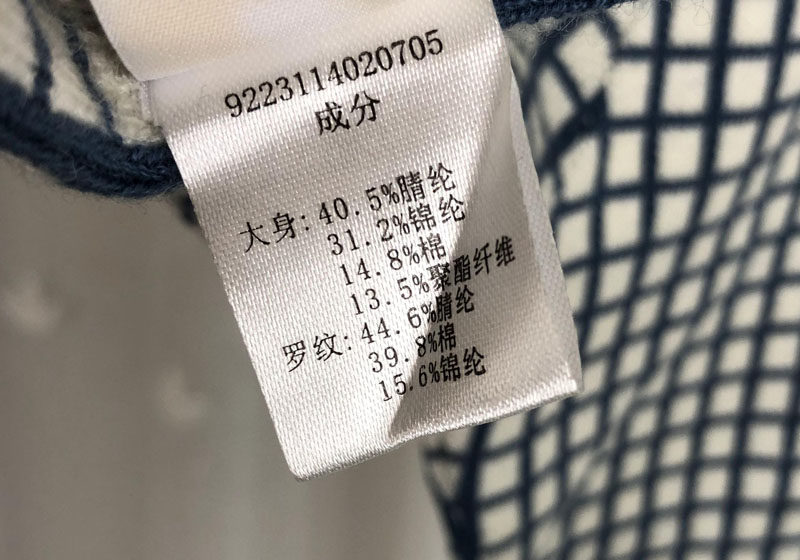 9223114020705
成分
大身:40.5%腈纶
31.2%锦纶
14.8%棉
13.5%聚酯纤维
罗纹:44.6%腈纶
39.8%棉
15.6%锦纶